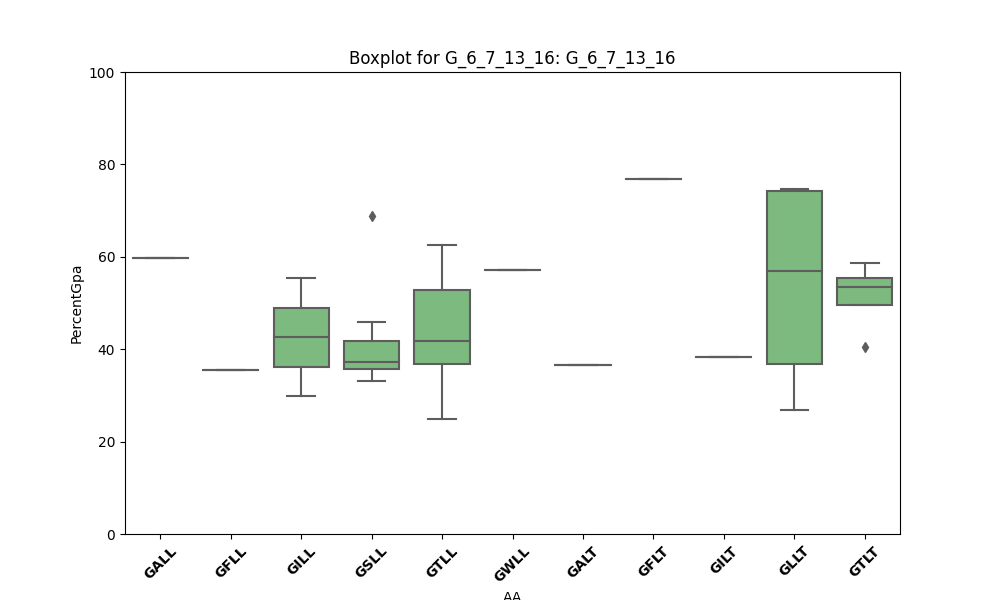 Boxplot for G_6_7_13_16: G_6_7_13_16
100
80
60
40
20
0
PercentGpa
GALL
GFLL
GILL
GSLL
GTLL
GWLL
GALT
GFLT
GILT
GLLT
GTLT
AA